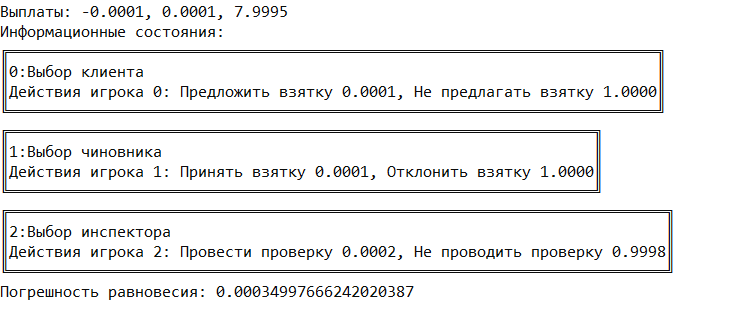 Выплаты: -0.0001, 0.0001, 7.9995
Информационные состояния:
0:Выбор клиента
Действия игрока 0: Предложить взятку 0.0001, Не предлагать взятку 1.0000
1:Выбор чиновника
Действия игрока 1: Принять взятку 0.0001, Отклонить взятку 1.0000
2:Выбор инспектора
Действия игрока 2: Провести проверку 0.0002, Не проводить проверку 0.9998
Погрешность равновесия: 0.00034997666242020387